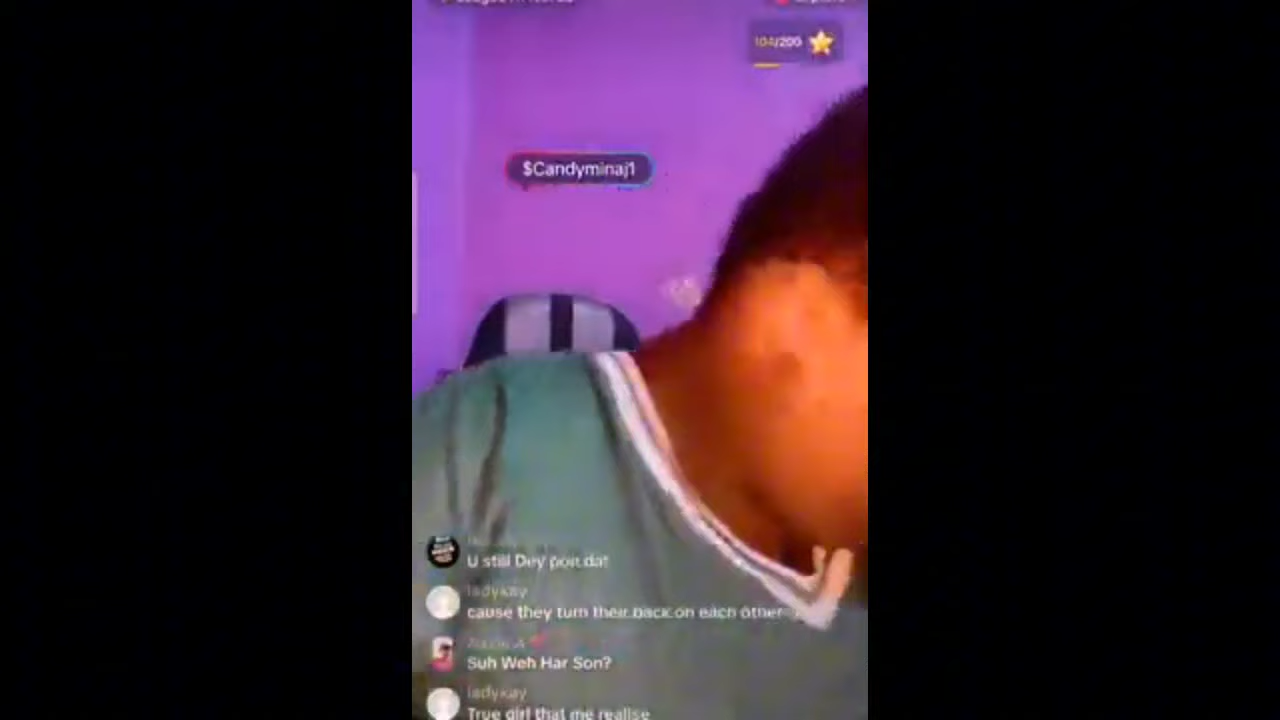 104/200
$Candyminaj1
U still Dey pon dat
ladykay
cause they turn their back on each other
Suh Weh Har Son?
ladykay
True girl that me realise